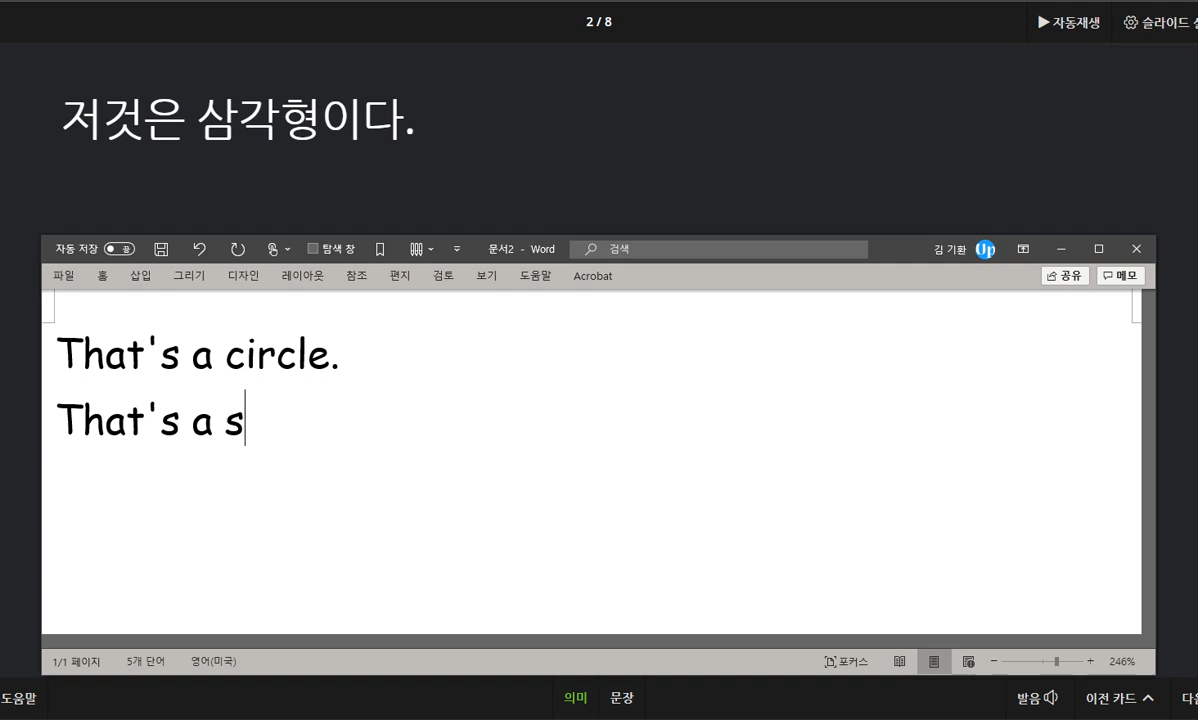 2 / 8
자동재생
슬라이드
저것은 삼각형이다.
자동 저장 끔 탐색 창 문서2 - Word 검색 김 기환 Up
파일 홈 삽입 그리기 디자인 레이아웃 참조 편지 검토 보기 도움말 Acrobat 공유 메모
That's a circle.
That's a s
1/1 페이지 5개 단어 영어(미국) 포커스 - + 246%
도움말 의미 문장 발음 이전 카드